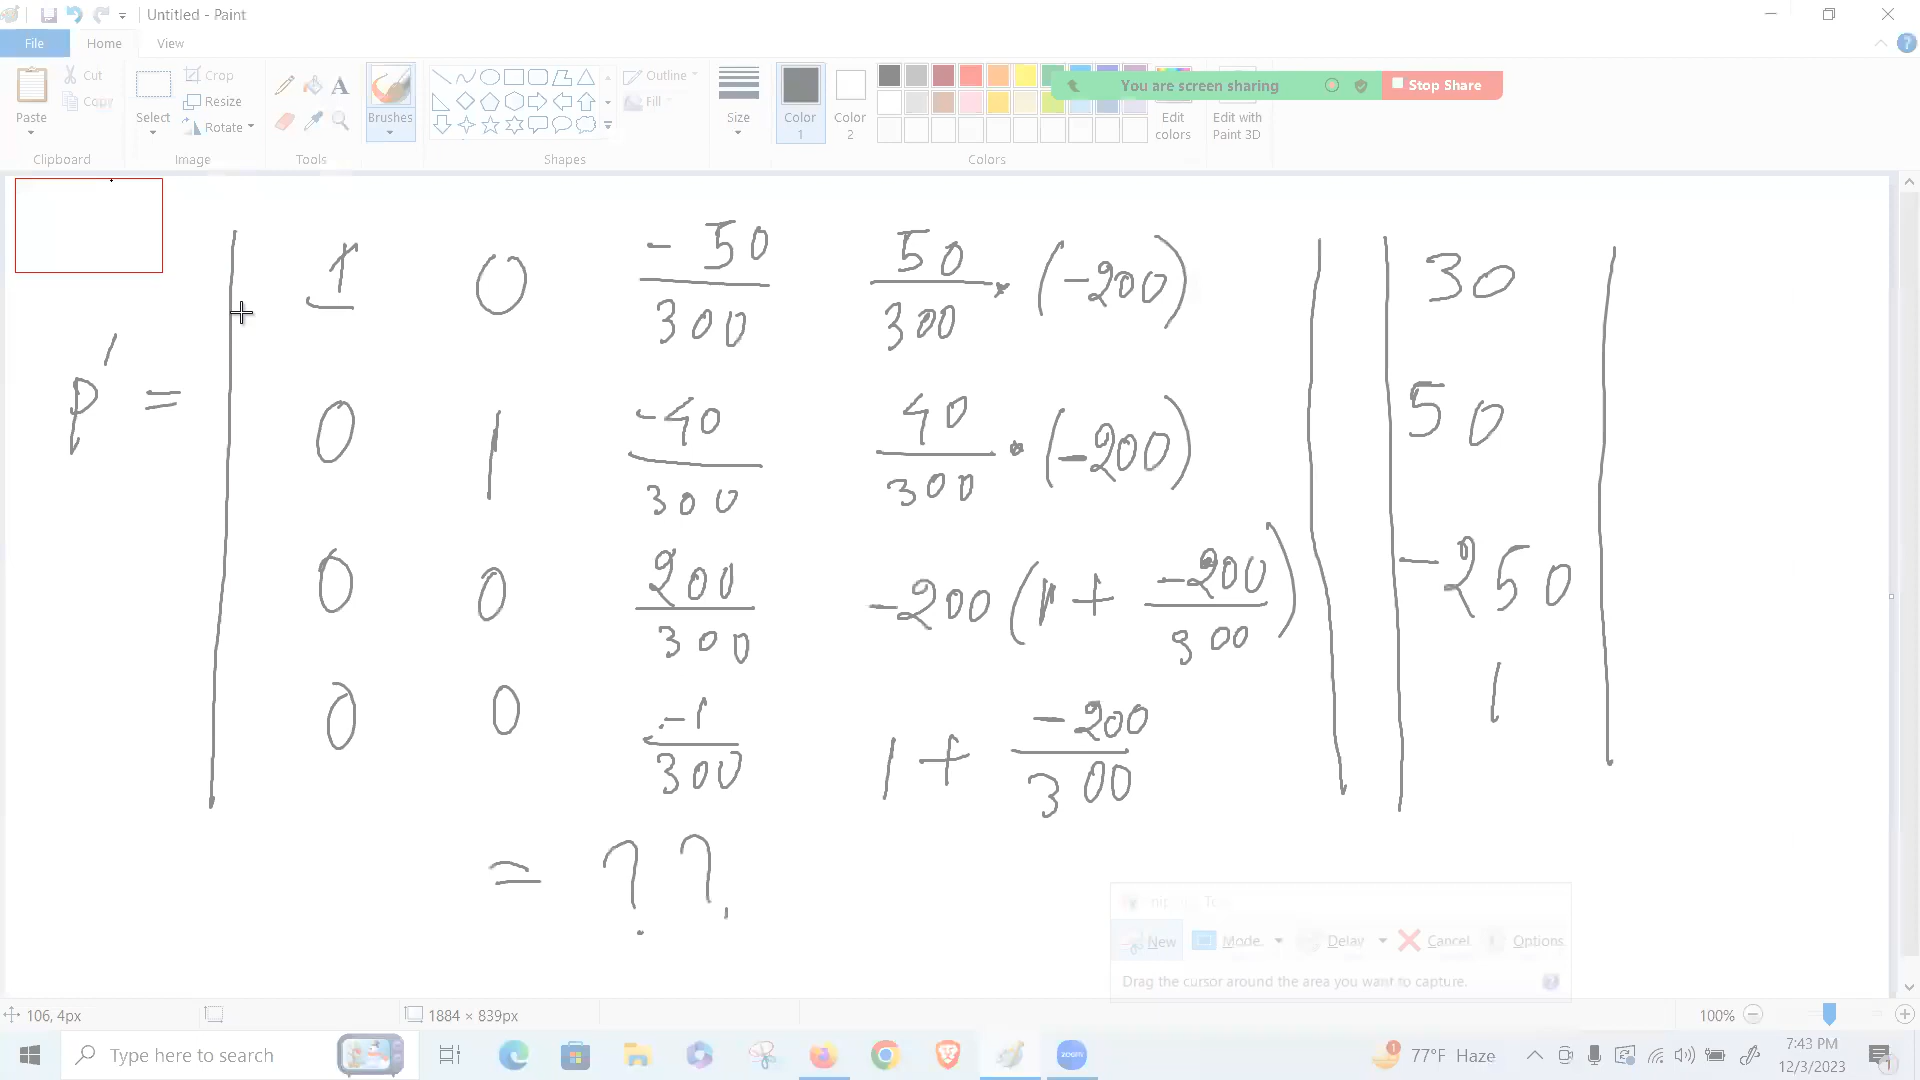 Untitled - Paint
File Home View
Cut
Copy
Paste
Clipboard
Crop
Resize
Rotate
Select
Image
Tools
Brushes
Outline
Fill
Shapes
Size
Color 1
Color 2
Edit colors
Edit with Paint 3D
Colors
You are screen sharing
Stop Share
P' =
1 0 -50/300 50/300 . (-200) 30
0 1 -40/300 40/300 . (-200) 50
0 0 200/300 -200 (1 + -200/300) -250
0 0 -1/300 1 + -200/300 1
= ??
New Mode Delay Cancel Options
Drag the cursor around the area you want to capture.
106, 4px
1884 × 839px
100%
Type here to search
zoom
1
77°F Haze
7:43 PM
12/3/2023
1